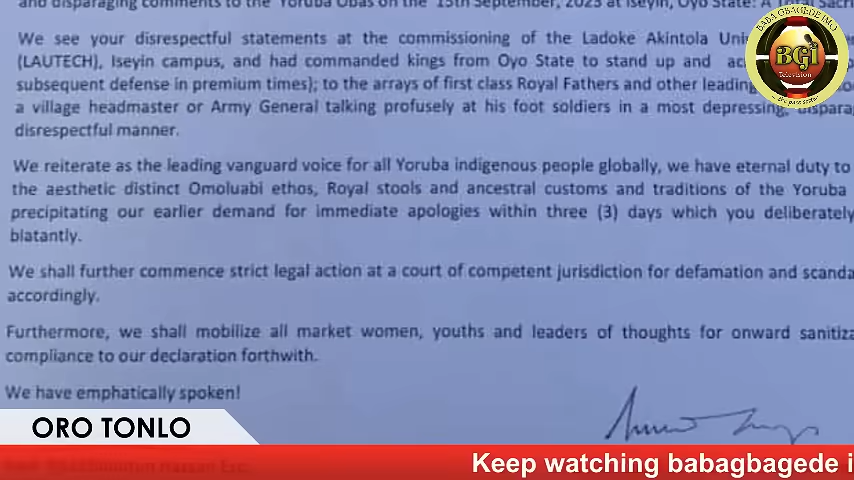 and disparaging comments to the Yoruba Obas on the 15th September, 2023 at Iseyin, Oyo State: A
We see your disrespectful statements at the commissioning of the Ladoke Akintola
(LAUTECH), Iseyin campus, and had commanded kings from Oyo State to stand up and
subsequent defense in premium times); to the arrays of first class Royal Fathers and other leading
a village headmaster or Army General talking profusely at his foot soldiers in a most depressing,
disrespectful manner.
We reiterate as the leading vanguard voice for all Yoruba indigenous people globally, we have eternal duty to
the aesthetic distinct Omoluabi ethos, Royal stools and ancestral customs and traditions of the Yoruba
precipitating our earlier demand for immediate apologies within three (3) days which you deliberately
blatantly.
We shall further commence strict legal action at a court of competent jurisdiction for defamation and scanda
accordingly.
Furthermore, we shall mobilize all market women, youths and leaders of thoughts for onward sanitiza
compliance to our declaration forthwith.
We have emphatically spoken!
BABA GBAGEDE IMO
BGI
Television
ORO TONLO
Keep watching babagbagede i